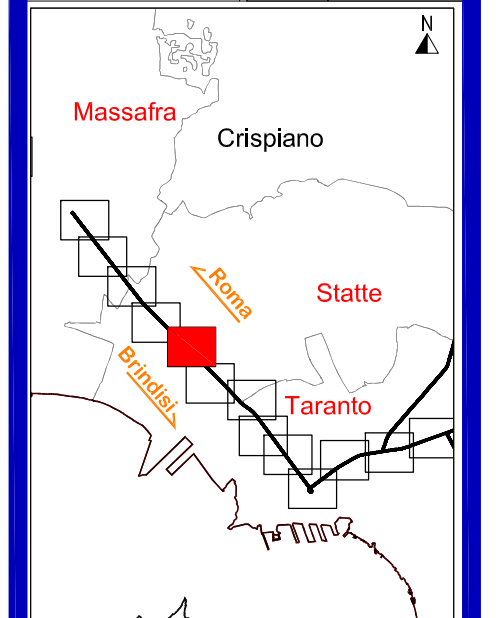 N
Massafra
Crispiano
Roma
Statte
Brindisi
Taranto